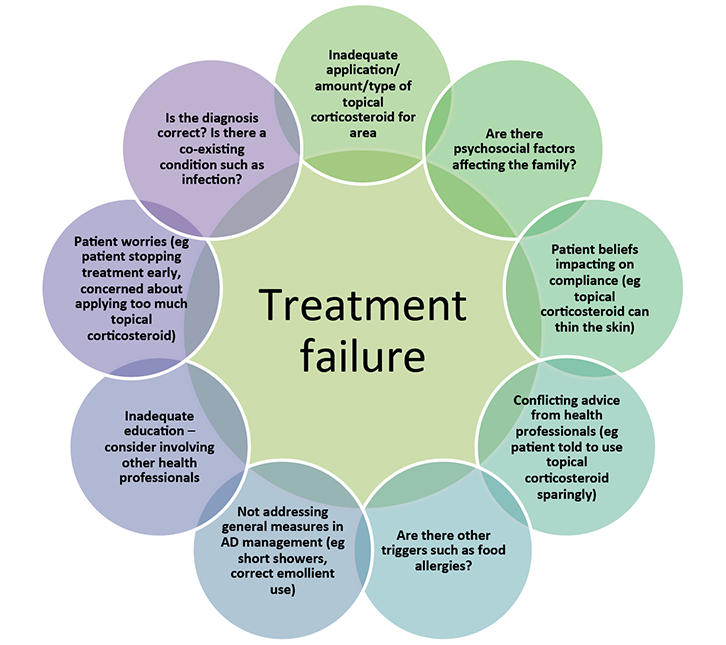 Inadequate
application/
amount/type of
topical
corticosteroid for
area
Are there
psychosocial factors
affecting the family?
Patient beliefs
impacting on
compliance (eg
topical
corticosteroid can
thin the skin)
Conflicting advice
from health
professionals (eg
patient told to use
topical
corticosteroid
sparingly)
Are there other
triggers such as food
allergies?
Not addressing
general measures in
AD management (eg
short showers,
correct emollient
use)
Inadequate
education –
consider involving
other health
professionals
Patient worries (eg
patient stopping
treatment early,
concerned about
applying too much
topical
corticosteroid)
Is the diagnosis
correct? Is there a
co-existing
condition such as
infection?
Treatment
failure